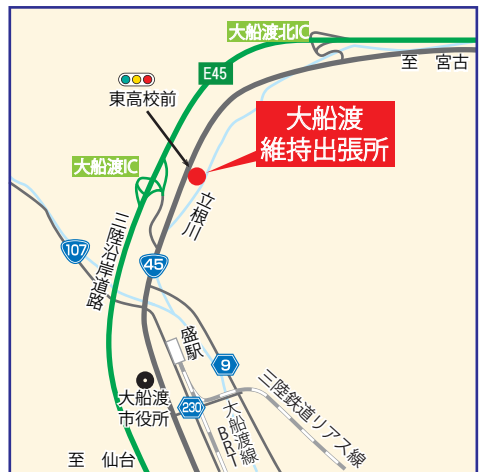 大船渡北IC
至 宮古
E45
東高校前
大船渡
維持出張所
大船渡IC
立根川
107
三陸沿岸道路
45
盛駅
9
三陸鉄道リアス線
大船渡
市役所
230
大船渡線
BRT
至 仙台